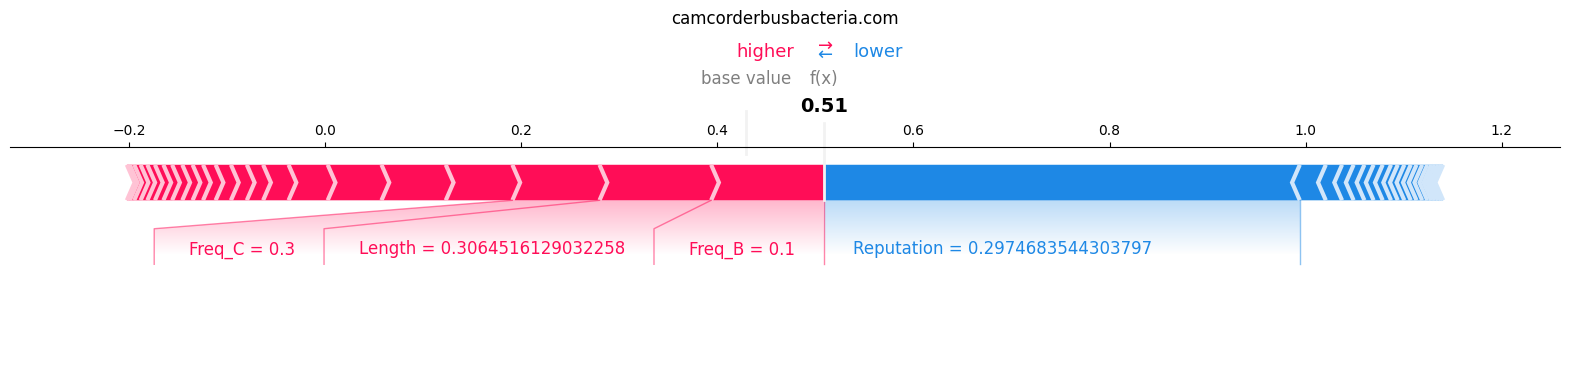 camcorderbusbacteria.com
higher ⇄ lower
base value f(x)
0.51
−0.2 0.0 0.2 0.4 0.6 0.8 1.0 1.2
Freq_C = 0.3 Length = 0.3064516129032258 Freq_B = 0.1 Reputation = 0.2974683544303797